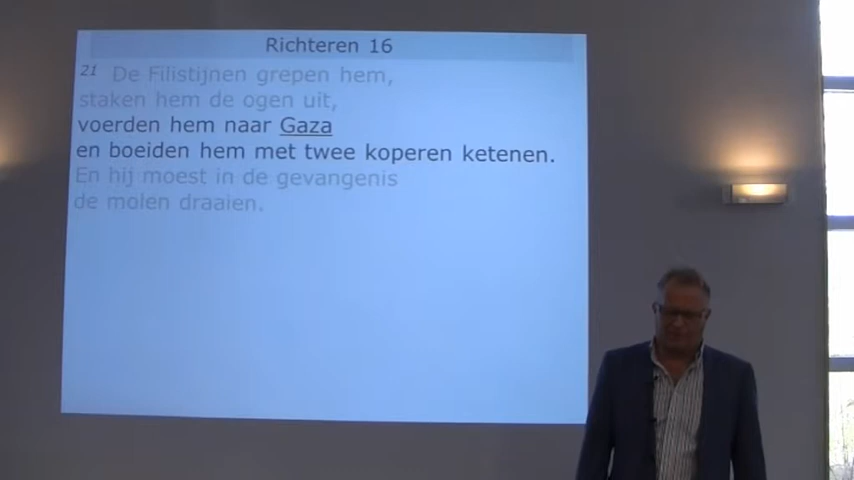 Richteren 16
21 De Filistijnen grepen hem,
staken hem de ogen uit,
voerden hem naar Gaza
en boeiden hem met twee koperen ketenen.
En hij moest in de gevangenis
de molen draaien.